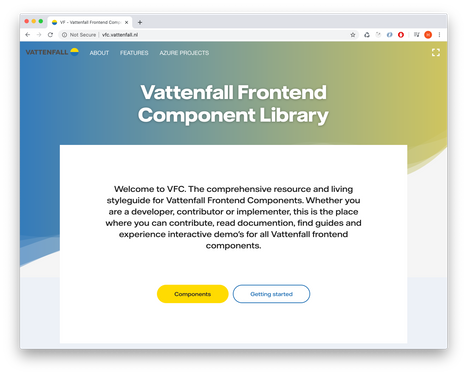 VF - Vattenfall Frontend Comp
Not Secure | vfc.vattenfall.nl
VATTENFALL ABOUT FEATURES AZURE PROJECTS
Vattenfall Frontend
Component Library
Welcome to VFC. The comprehensive resource and living
styleguide for Vattenfall Frontend Components. Whether you
are a developer, contributor or implementer, this is the place
where you can contribute, read documention, find guides and
experience interactive demo's for all Vattenfall frontend
components.
Components Getting started